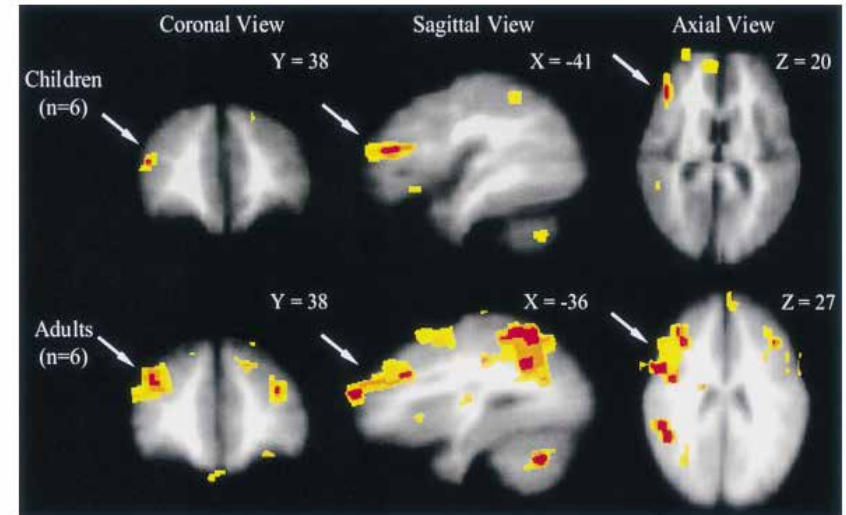 Coronal View
Sagittal View
Axial View
Y = 38
X = -41
Z = 20
Children
(n=6)
Y = 38
X = -36
Z = 27
Adults
(n=6)